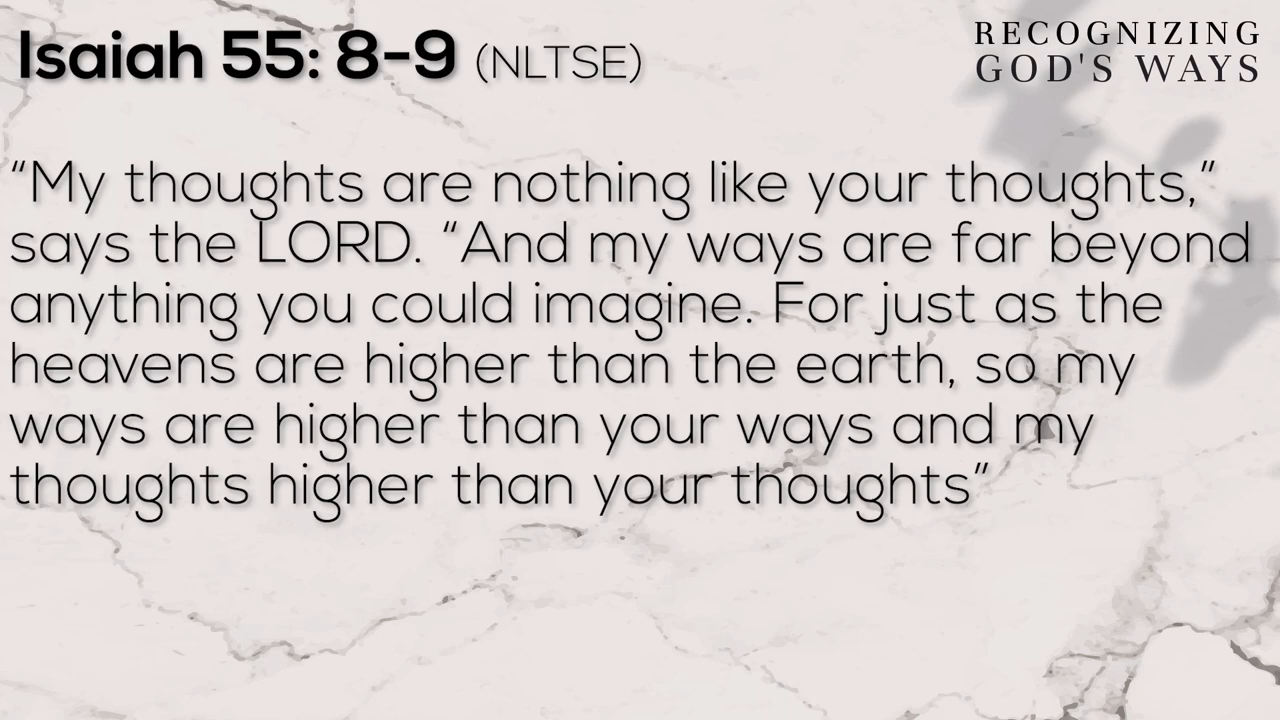 Isaiah 55: 8-9 (NLTSE)
RECOGNIZING
GOD'S WAYS
“My thoughts are nothing like your thoughts,”
says the LORD. “And my ways are far beyond
anything you could imagine. For just as the
heavens are higher than the earth, so my
ways are higher than your ways and my
thoughts higher than your thoughts”